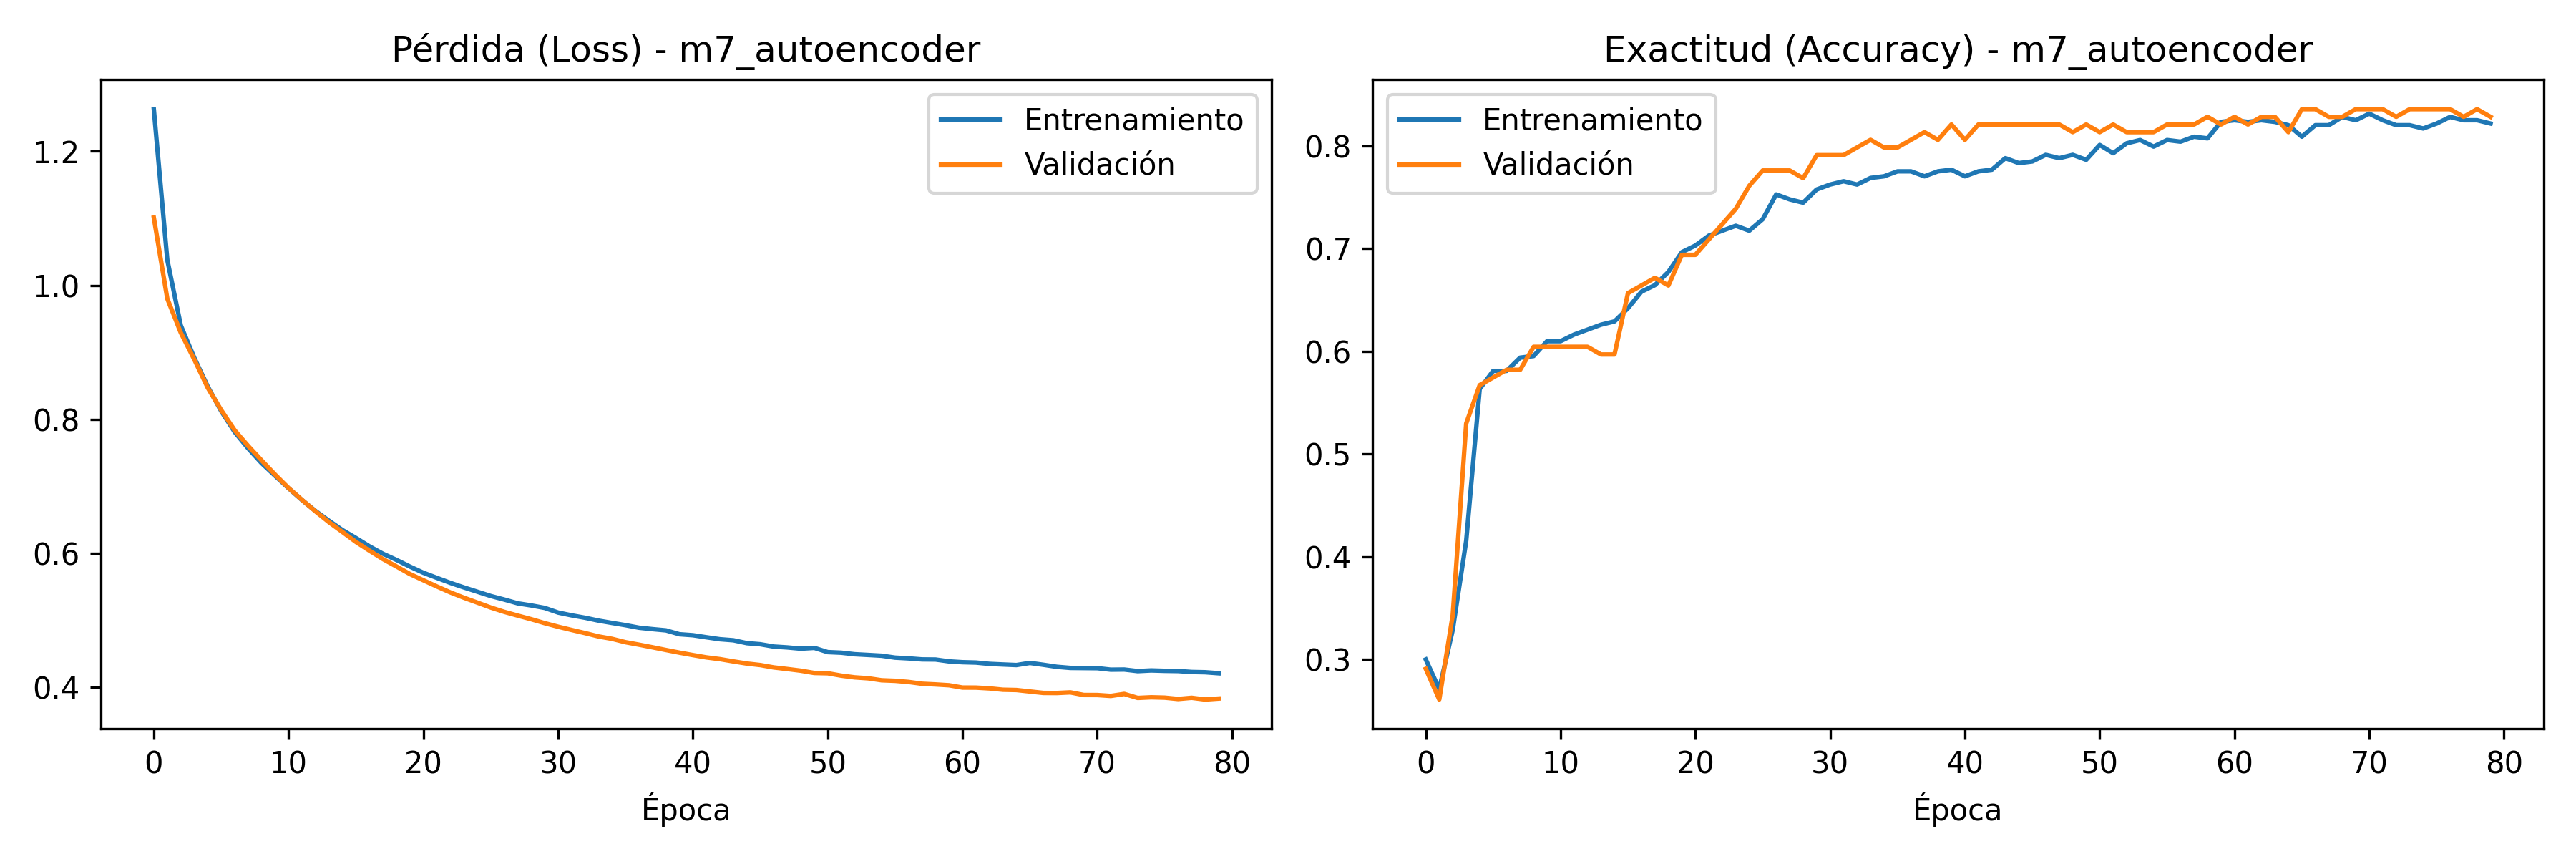 Pérdida (Loss) - m7_autoencoder
Entrenamiento
Validación
1.2
1.0
0.8
0.6
0.4
0 10 20 30 40 50 60 70 80
Época
Exactitud (Accuracy) - m7_autoencoder
Entrenamiento
Validación
0.8
0.7
0.6
0.5
0.4
0.3
0 10 20 30 40 50 60 70 80
Época